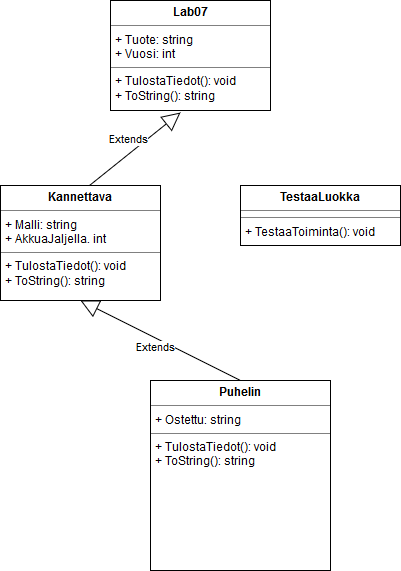 Lab07
+ Tuote: string
+ Vuosi: int
+ TulostaTiedot(): void
+ ToString(): string
Extends
Kannettava
+ Malli: string
+ AkkuaJaljella. int
+ TulostaTiedot(): void
+ ToString(): string
TestaaLuokka
+ TestaaToiminta(): void
Extends
Puhelin
+ Ostettu: string
+ TulostaTiedot(): void
+ ToString(): string